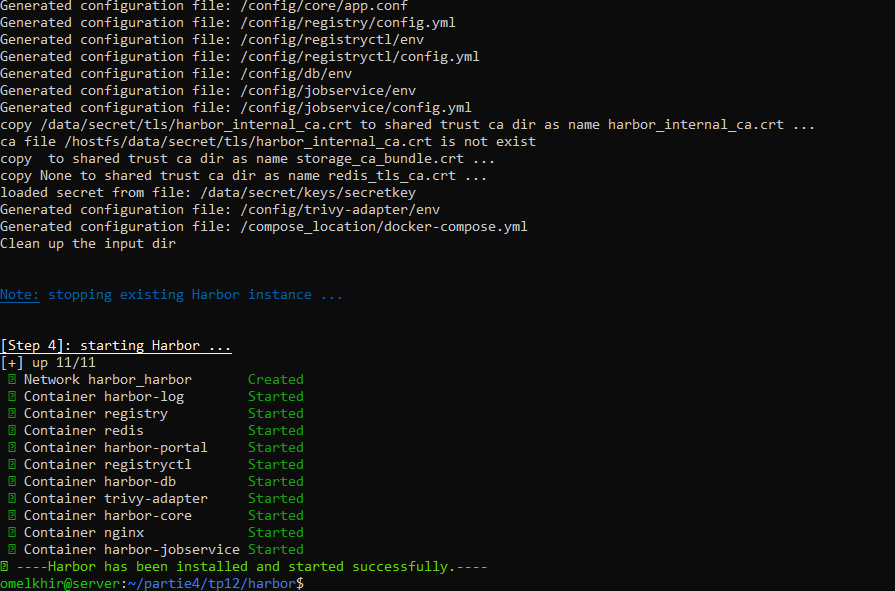 Generated configuration file: /config/core/app.conf
Generated configuration file: /config/registry/config.yml
Generated configuration file: /config/registryctl/env
Generated configuration file: /config/registryctl/config.yml
Generated configuration file: /config/db/env
Generated configuration file: /config/jobservice/env
Generated configuration file: /config/jobservice/config.yml
copy /data/secret/tls/harbor_internal_ca.crt to shared trust ca dir as name harbor_internal_ca.crt ...
ca file /hostfs/data/secret/tls/harbor_internal_ca.crt is not exist
copy  to shared trust ca dir as name storage_ca_bundle.crt ...
copy None to shared trust ca dir as name redis_tls_ca.crt ...
loaded secret from file: /data/secret/keys/secretkey
Generated configuration file: /config/trivy-adapter/env
Generated configuration file: /compose_location/docker-compose.yml
Clean up the input dir
Note: stopping existing Harbor instance ...
[Step 4]: starting Harbor ...
[+] up 11/11
Network harbor_harbor Created
Container harbor-log Started
Container registry Started
Container redis Started
Container harbor-portal Started
Container registryctl Started
Container harbor-db Started
Container trivy-adapter Started
Container harbor-core Started
Container nginx Started
Container harbor-jobservice Started
----Harbor has been installed and started successfully.----
omelkhir@server:~/partie4/tp12/harbor$